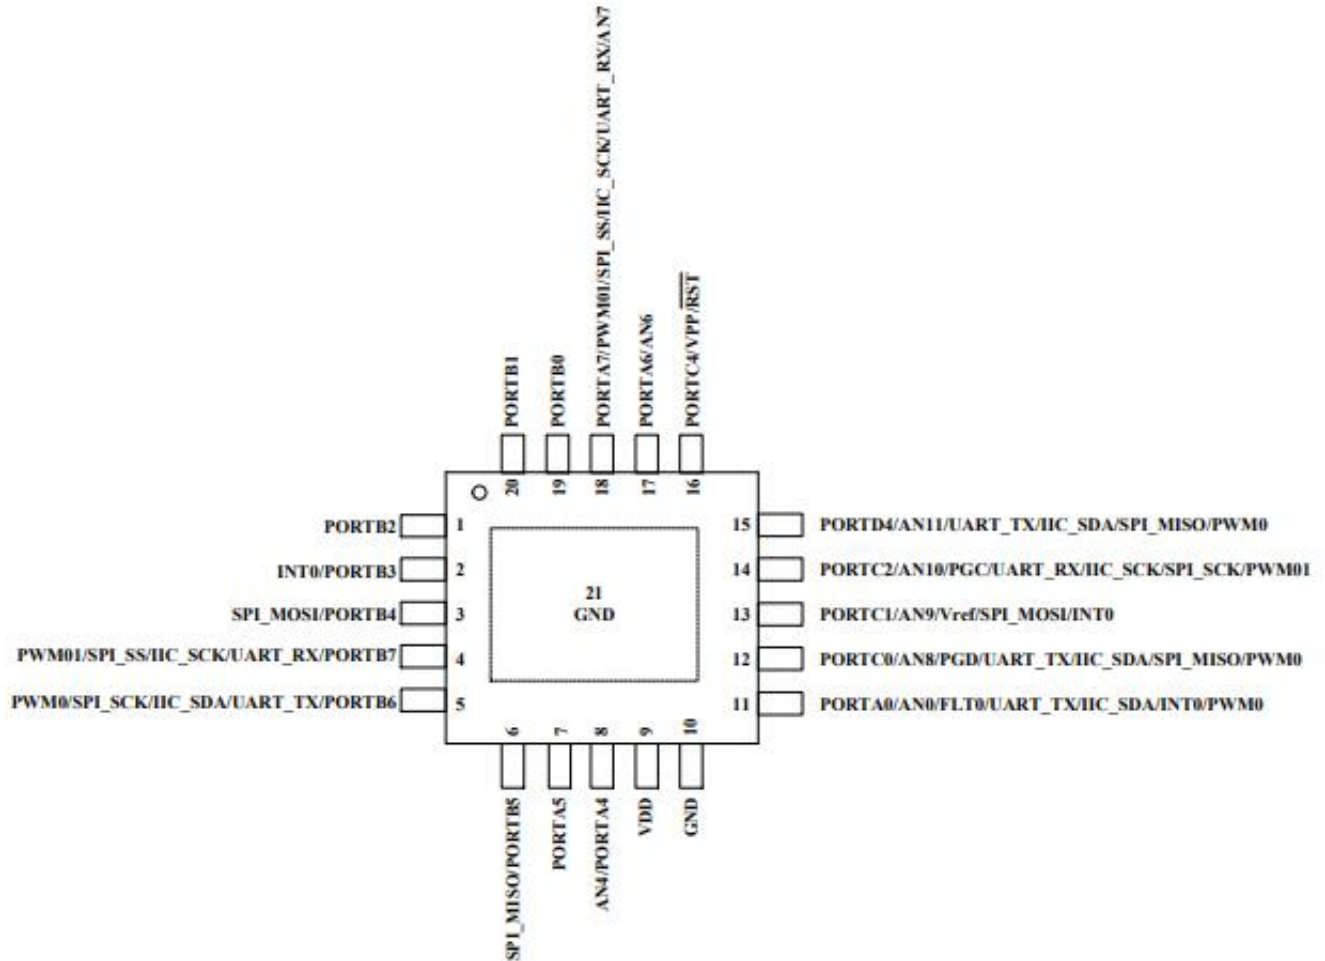 PORTA7/PWM01/SPI_SS/IIC_SCK/UART_RX/AN7
PORTC4/VPP/RST
PORTA6/AN6
PORTB1
PORTB0
20
19
18
17
16
PORTB2
1
15
PORTD4/AN11/UART_TX/IIC_SDA/SPI_MISO/PWM0
INT0/PORTB3
2
14
PORTC2/AN10/PGC/UART_RX/IIC_SCK/SPI_SCK/PWM01
21
GND
SPI_MOSI/PORTB4
3
13
PORTC1/AN9/Vref/SPI_MOSI/INT0
PWM01/SPI_SS/IIC_SCK/UART_RX/PORTB7
4
12
PORTC0/AN8/PGD/UART_TX/IIC_SDA/SPI_MISO/PWM0
PWM0/SPI_SCK/IIC_SDA/UART_TX/PORTB6
5
11
PORTA0/AN0/FLT0/UART_TX/IIC_SDA/INT0/PWM0
6
7
8
9
10
SPI_MISO/PORTB5
PORTA5
AN4/PORTA4
VDD
GND